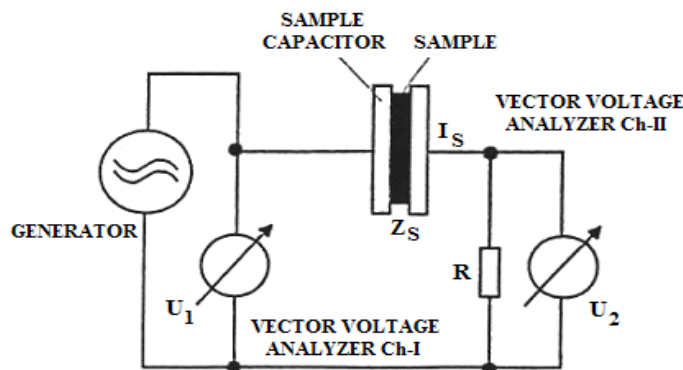 SAMPLE
CAPACITOR
SAMPLE
VECTOR VOLTAGE
ANALYZER Ch-II
I_S
GENERATOR
Z_S
R
U_1
U_2
VECTOR VOLTAGE
ANALYZER Ch-I